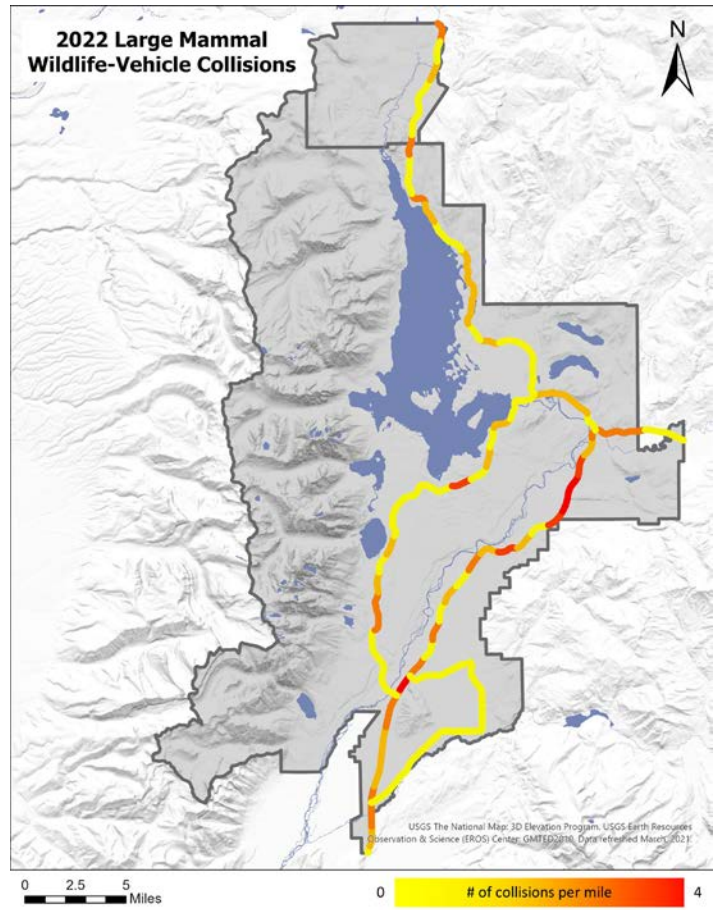 2022 Large Mammal
Wildlife-Vehicle Collisions
N
USGS The National Map: 3D Elevation Program. USGS Earth Resources
Observation & Science (EROS) Center: GMTED2010. Data refreshed March, 2021.
0 2.5 5
Miles
0 # of collisions per mile 4